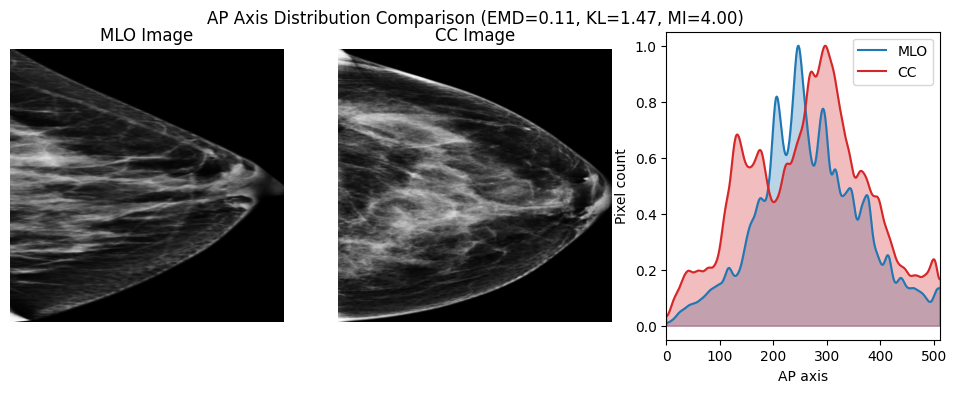 AP Axis Distribution Comparison (EMD=0.11, KL=1.47, MI=4.00)
MLO Image
CC Image
MLO
CC
Pixel count
1.0
0.8
0.6
0.4
0.2
0.0
0 100 200 300 400 500
AP axis